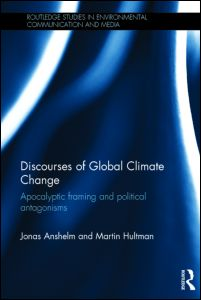 ROUTLEDGE STUDIES IN ENVIRONMENTAL
COMMUNICATION AND MEDIA
Discourses of Global Climate
Change
Apocalyptic framing and political
antagonisms
Jonas Anshelm and Martin Hultman
ROUTLEDGE